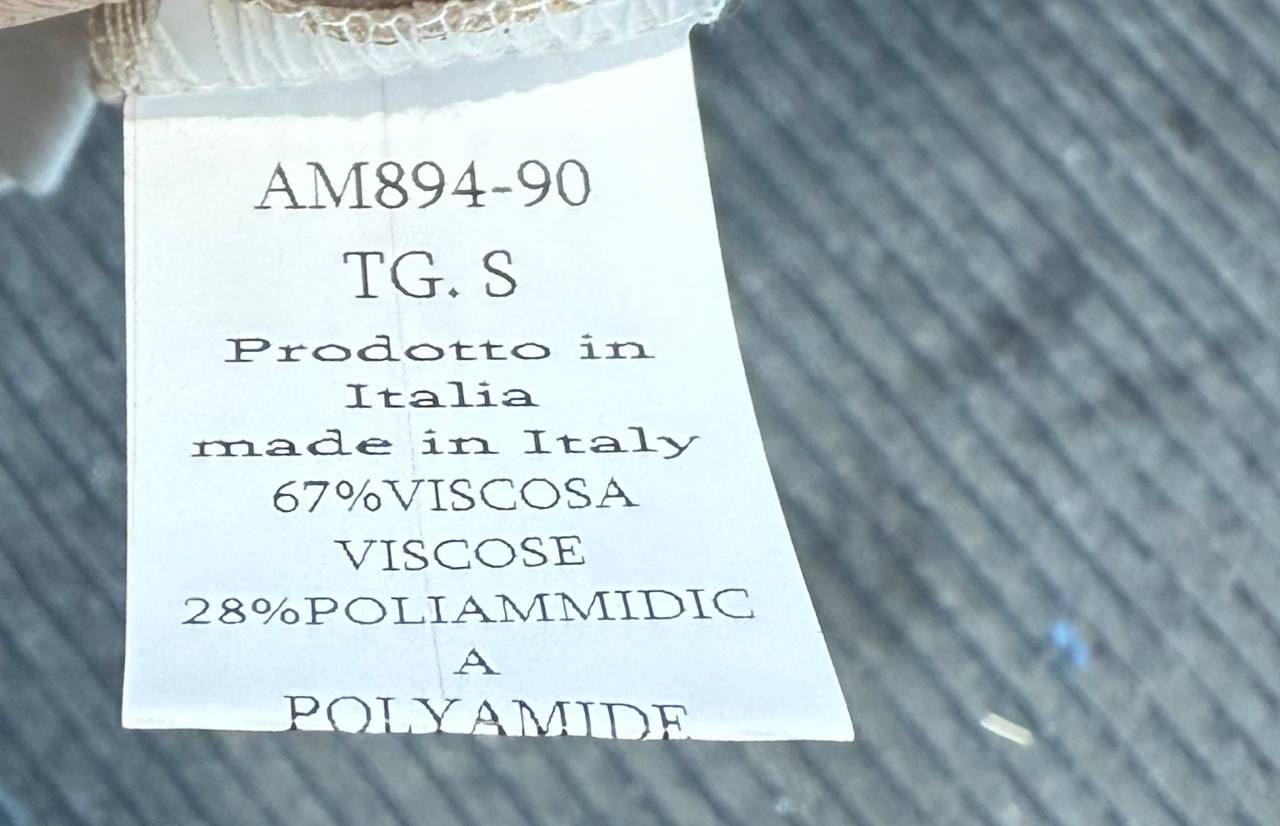 AM894-90
TG. S
Prodotto in
Italia
made in Italy
67%VISCOSA
VISCOSE
28%POLIAMMIDIC
A
POLYAMIDE